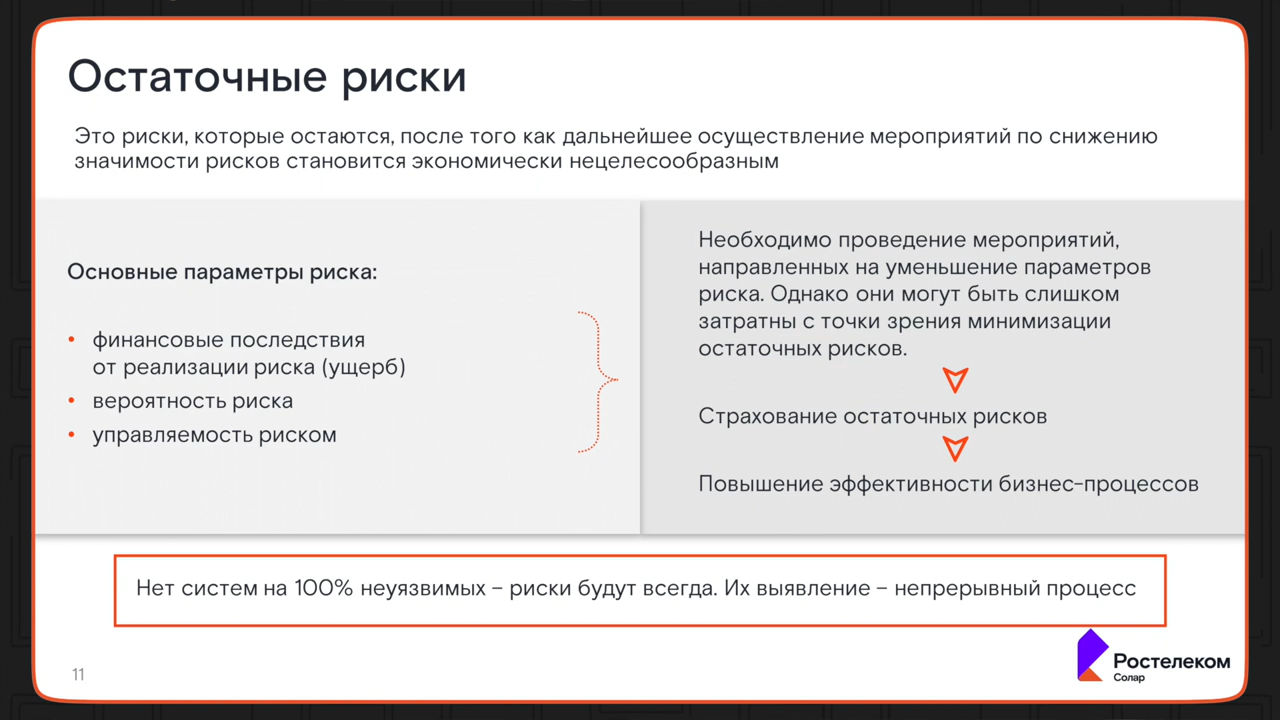 Остаточные риски
Это риски, которые остаются, после того как дальнейшее осуществление мероприятий по снижению
значимости рисков становится экономически нецелесообразным
Основные параметры риска:
• финансовые последствия
от реализации риска (ущерб)
• вероятность риска
• управляемость риском
Необходимо проведение мероприятий,
направленных на уменьшение параметров
риска. Однако они могут быть слишком
затратны с точки зрения минимизации
остаточных рисков.
Страхование остаточных рисков
Повышение эффективности бизнес-процессов
Нет систем на 100% неуязвимых – риски будут всегда. Их выявление – непрерывный процесс
11
Ростелеком
Солар